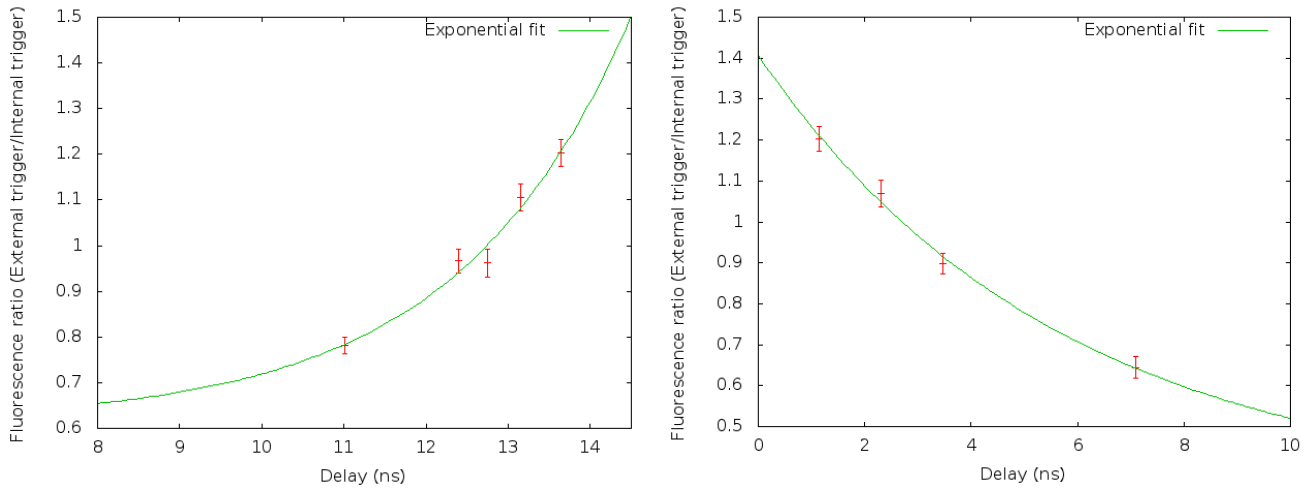 Fluorescence ratio (External trigger/Internal trigger)
1.5
1.4
1.3
1.2
1.1
1
0.9
0.8
0.7
0.6
Exponential fit
8 9 10 11 12 13 14
Delay (ns)
Fluorescence ratio (External trigger/Internal trigger)
1.5
1.4
1.3
1.2
1.1
1
0.9
0.8
0.7
0.6
0.5
Exponential fit
0 2 4 6 8 10
Delay (ns)